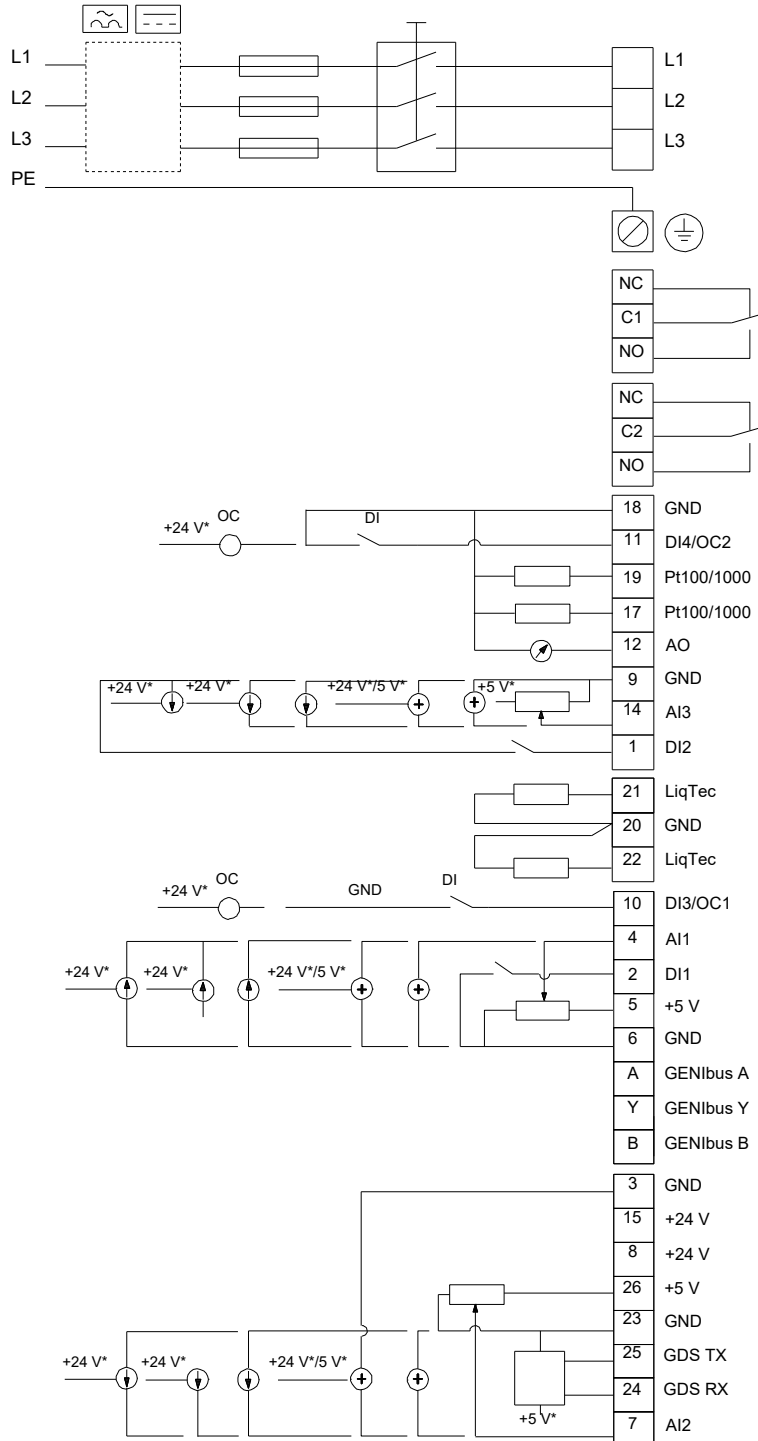 L1 L1
L2 L2
L3 L3
PE
NC
C1
NO
NC
C2
NO
18 GND
+24 V* OC DI 11 DI4/OC2
19 Pt100/1000
17 Pt100/1000
12 AO
9 GND
+24 V* +24 V* +24 V*/5 V* +5 V*
14 AI3
1 DI2
21 LiqTec
20 GND
22 LiqTec
+24 V* OC GND DI 10 DI3/OC1
4 AI1
+24 V* +24 V* +24 V*/5 V* 2 DI1
5 +5 V
6 GND
A GENIbus A
Y GENIbus Y
B GENIbus B
3 GND
15 +24 V
8 +24 V
26 +5 V
23 GND
+24 V* +24 V* +24 V*/5 V* 25 GDS TX
24 GDS RX
+5 V* 7 AI2